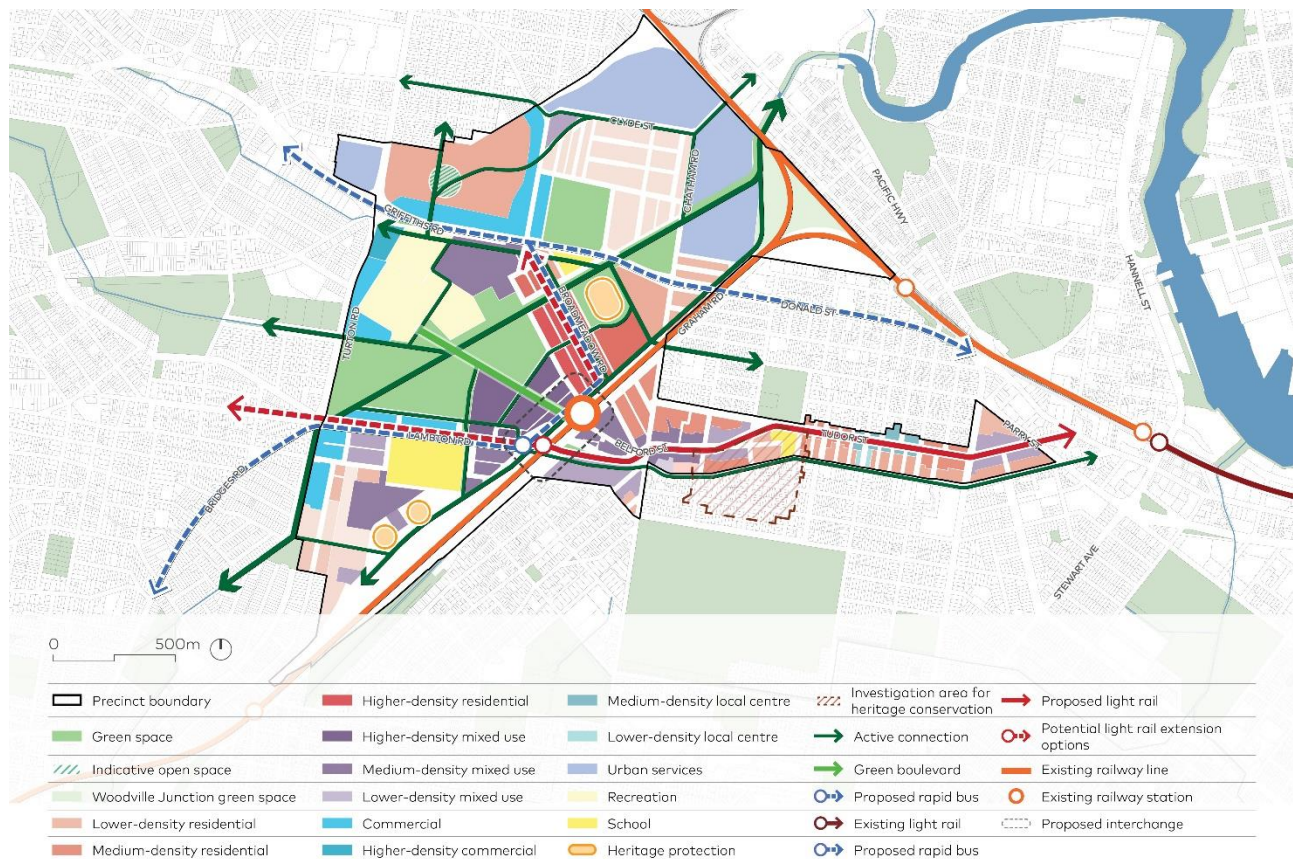 CLYDE ST
CHATHAM RD
PACIFIC HWY
HANNELL ST
GRIFFITHS RD
BROADMEADOW RD
GRAHAM RD
DONALD ST
TURTON RD
LAMBTON RD
BELFORD ST
TUDOR ST
PARRY ST
BRIDGES RD
STEWART AVE
0 500m
Precinct boundary
Higher-density residential
Medium-density local centre
Investigation area for
heritage conservation
Proposed light rail
Green space
Higher-density mixed use
Lower-density local centre
Active connection
Potential light rail extension
options
Indicative open space
Medium-density mixed use
Urban services
Green boulevard
Existing railway line
Woodville Junction green space
Lower-density mixed use
Recreation
Proposed rapid bus
Existing railway station
Lower-density residential
Commercial
School
Existing light rail
Proposed interchange
Medium-density residential
Higher-density commercial
Heritage protection
Proposed rapid bus